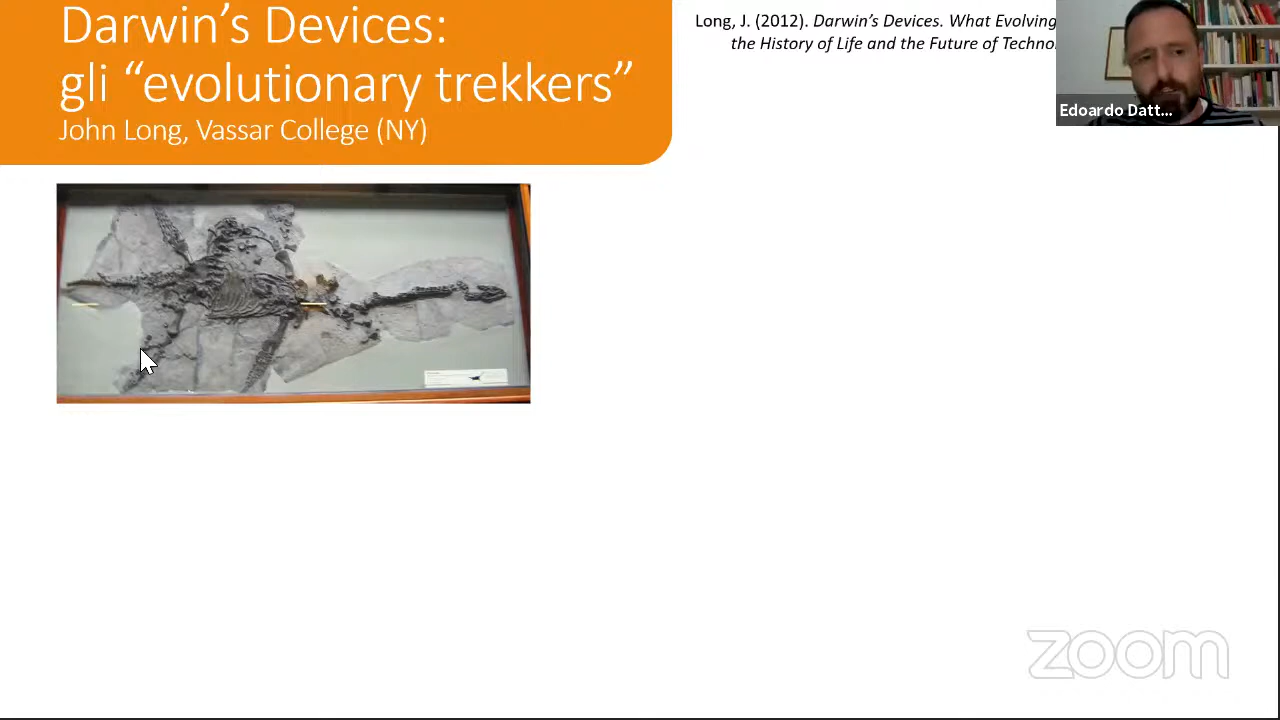 Darwin’s Devices:
gli “evolutionary trekkers”
John Long, Vassar College (NY)
Long, J. (2012). Darwin’s Devices. What Evolving
the History of Life and the Future of Techno
Edoardo Datt...
zoom